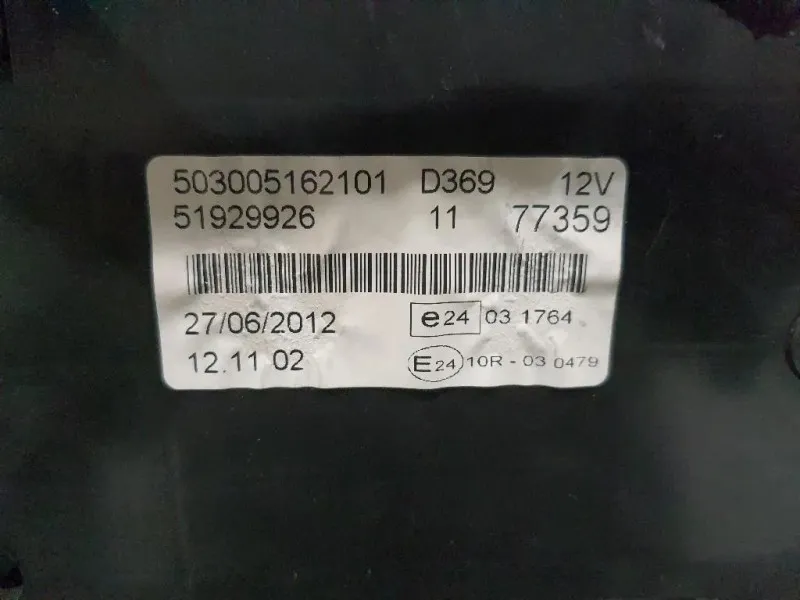 503005162101 D369 12V
51929926 11 77359
27/06/2012 e24 03 1764
12.11 02 E24 10R - 03 0479